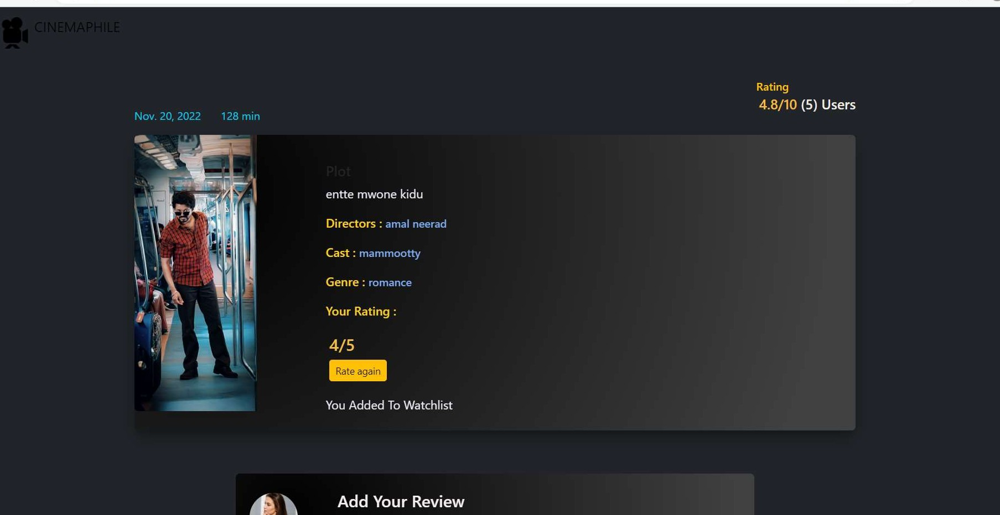 CINEMAPHILE
Rating
4.8/10 (5) Users
Nov. 20, 2022 128 min
Plot
entte mwone kidu
Directors : amal neerad
Cast : mammootty
Genre : romance
Your Rating :
4/5
Rate again
You Added To Watchlist
Add Your Review